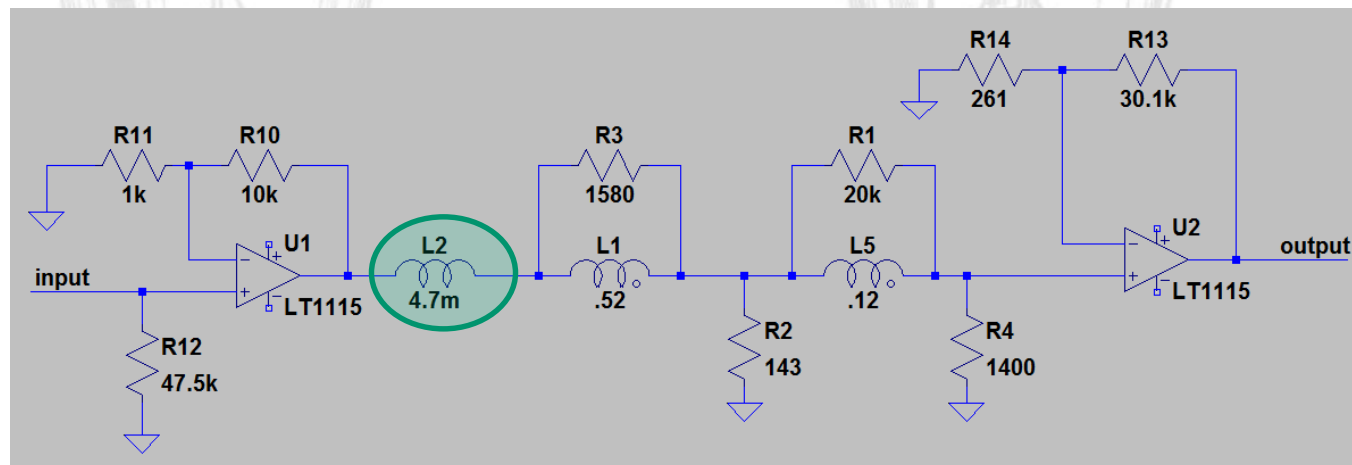 R14
R13
261
30.1k
R11
R10
R3
R1
1k
10k
1580
20k
U1
L2
L1
L5
U2
input
output
4.7m
.52
.12
LT1115
LT1115
R12
R2
R4
47.5k
143
1400